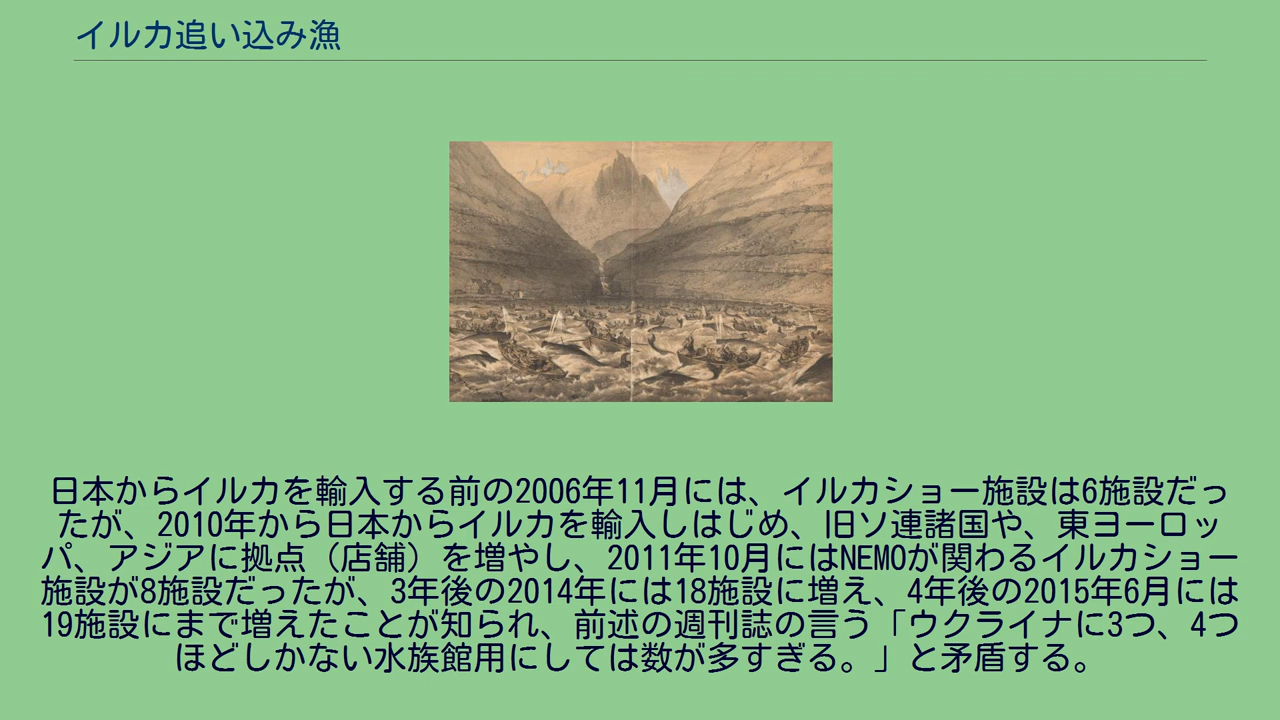 イルカ追い込み漁
日本からイルカを輸入する前の2006年11月には、イルカショー施設は6施設だっ
たが、2010年から日本からイルカを輸入しはじめ、旧ソ連諸国や、東ヨーロッ
パ、アジアに拠点（店舗）を増やし、2011年10月にはNEMOが関わるイルカショー
施設が8施設だったが、3年後の2014年には18施設に増え、4年後の2015年6月には
19施設にまで増えたことが知られ、前述の週刊誌の言う「ウクライナに3つ、4つ
ほどしかない水族館用にしては数が多すぎる。」と矛盾する。